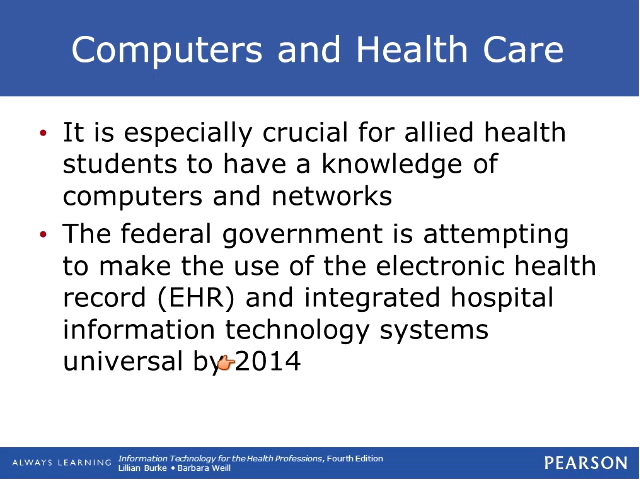 Computers and Health Care
• It is especially crucial for allied health
students to have a knowledge of
computers and networks
• The federal government is attempting
to make the use of the electronic health
record (EHR) and integrated hospital
information technology systems
universal by 2014
ALWAYS LEARNING
Information Technology for the Health Professions, Fourth Edition
Lillian Burke • Barbara Weill
PEARSON